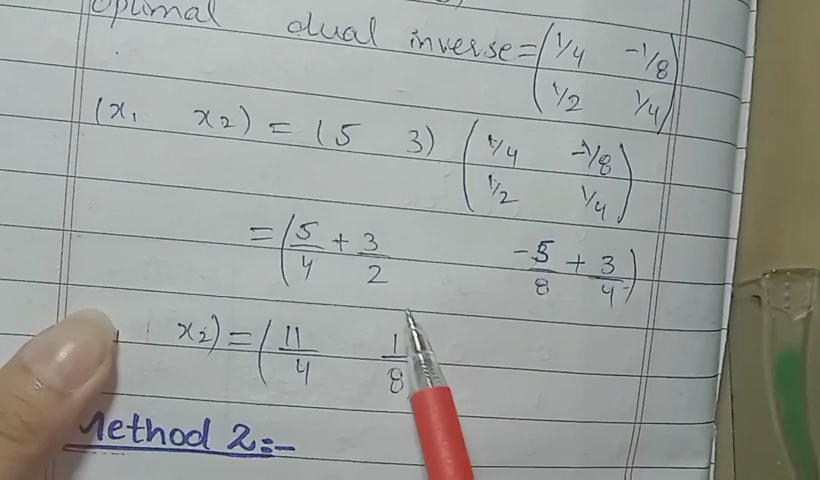 optimal dual inverse = ( 1/4 -1/8
1/2 1/4 )
(x1 x2) = (5 3) ( 1/4 -1/8
1/2 1/4 )
= ( 5/4 + 3/2 -5/8 + 3/4 )
x2) = ( 11/4 1/8
Method 2:-